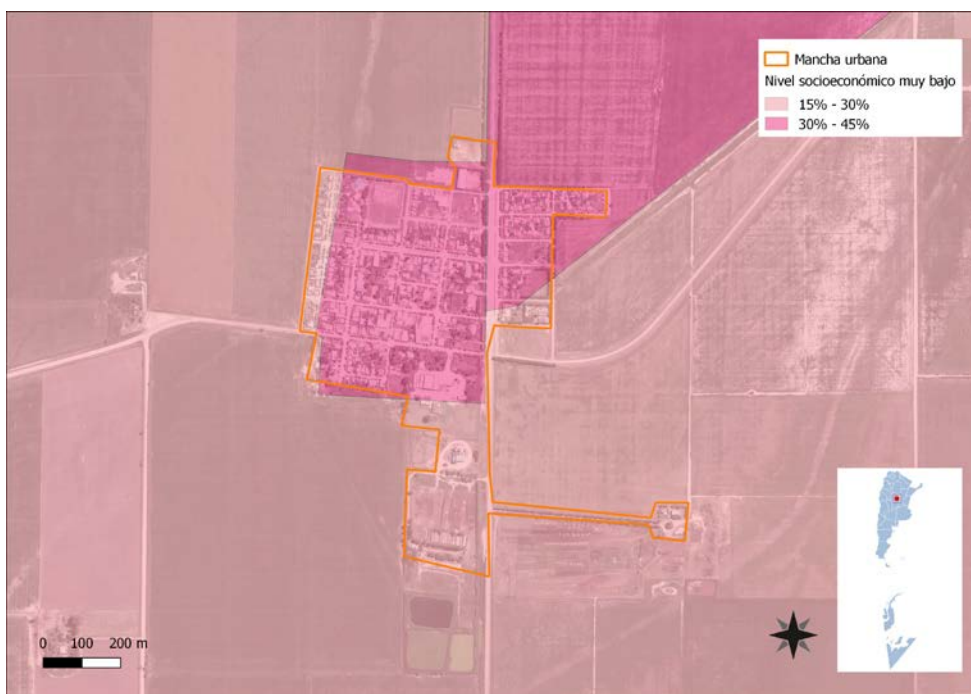 Mancha urbana
Nivel socioeconómico muy bajo
15% - 30%
30% - 45%
0 100 200 m